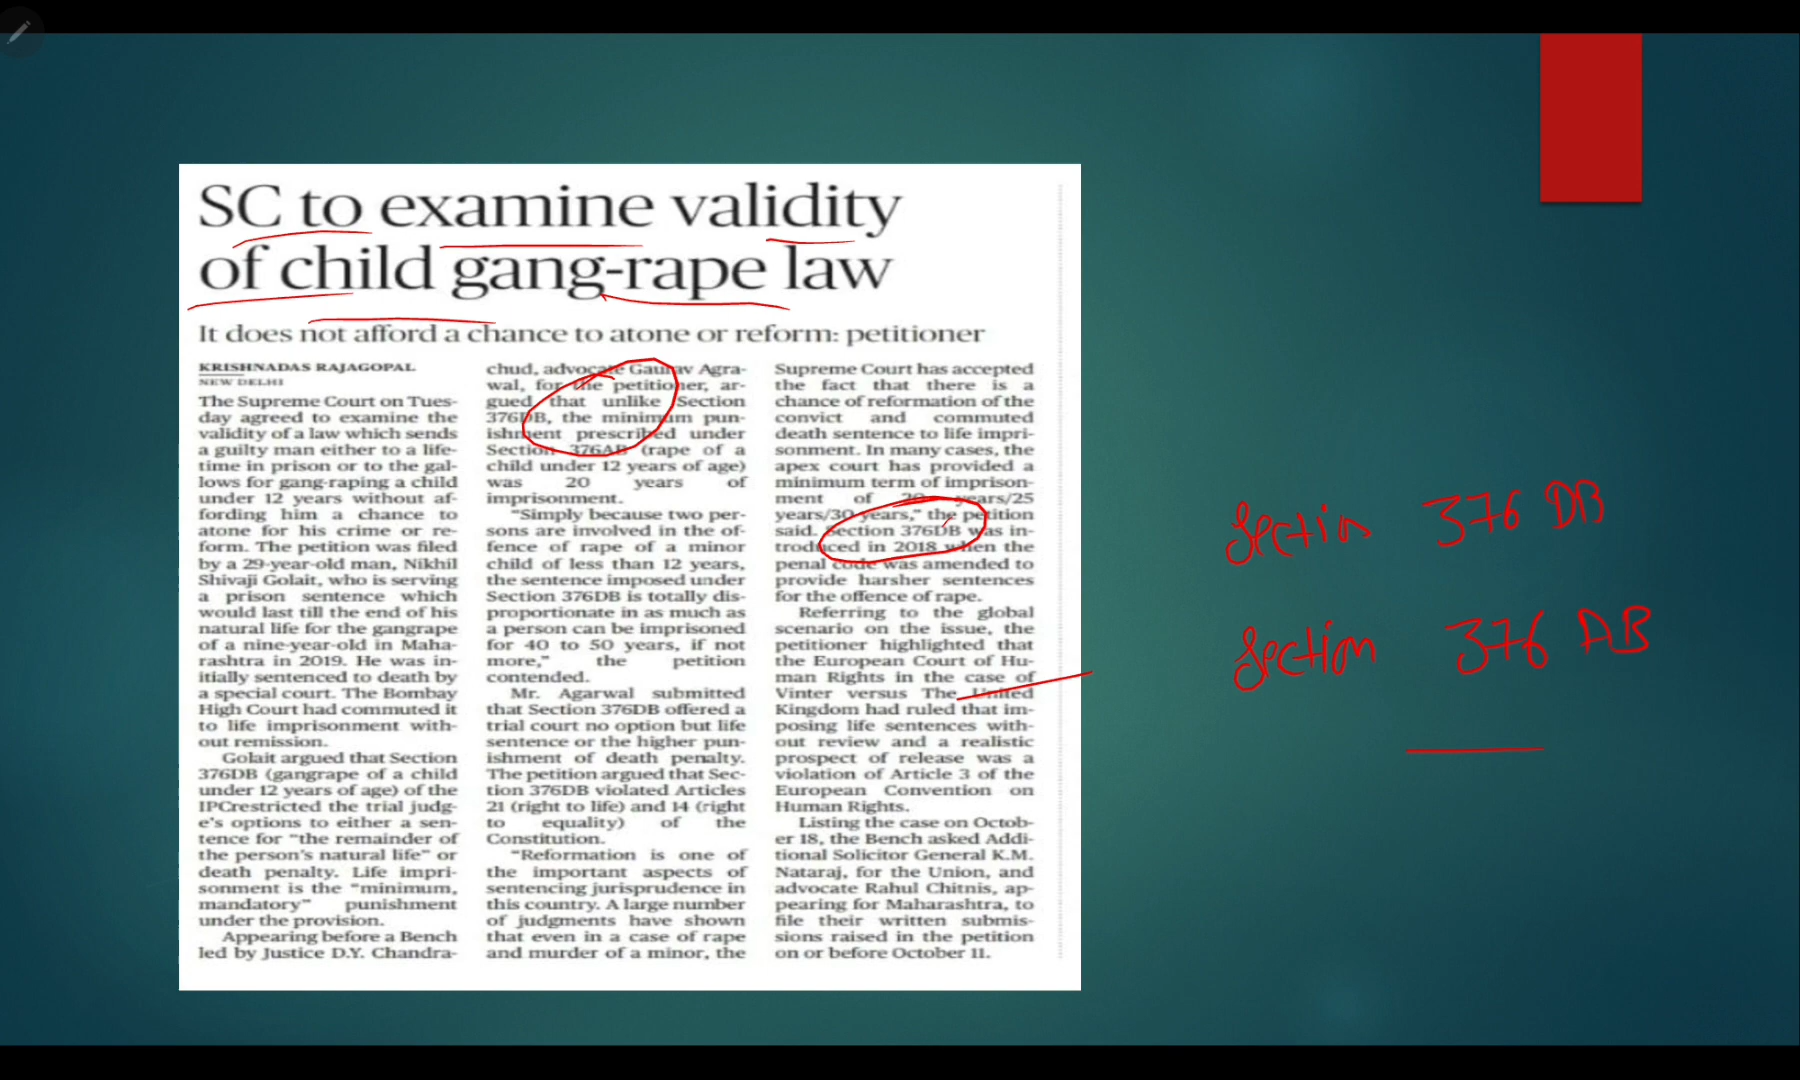 SC to examine validity
of child gang-rape law
It does not afford a chance to atone or reform: petitioner
KRISHNADAS RAJAGOPAL
NEW DELHI
The Supreme Court on Tues-
day agreed to examine the
validity of a law which sends
a guilty man either to a life-
time in prison or to the gal-
lows for gang-raping a child
under 12 years without af-
fording him a chance to
atone for his crime or re-
form. The petition was filed
by a 29-year-old man, Nikhil
Shivaji Golait, who is serving
a prison sentence which
would last till the end of his
natural life for the gangrape
of a nine-year-old in Maha-
rashtra in 2019. He was in-
itially sentenced to death by
a special court. The Bombay
High Court had commuted it
to life imprisonment with-
out remission.
Golait argued that Section
376DB (gangrape of a child
under 12 years of age) of the
IPCrestricted the trial judg-
e's options to either a sen-
tence for "the remainder of
the person's natural life" or
death penalty. Life impri-
sonment is the "minimum,
mandatory" punishment
under the provision.
Appearing before a Bench
led by Justice D.Y. Chandra-
chud, advocate Gaurav Agra-
wal, for the petitioner, ar-
gued that unlike Section
376DB, the minimum pun-
ishment prescribed under
Section 376AB (rape of a
child under 12 years of age)
was 20 years of
imprisonment.
"Simply because two per-
sons are involved in the of-
fence of rape of a minor
child of less than 12 years,
the sentence imposed under
Section 376DB is totally dis-
proportionate in as much as
a person can be imprisoned
for 40 to 50 years, if not
more," the petition
contended.
Mr. Agarwal submitted
that Section 376DB offered a
trial court no option but life
sentence or the higher pun-
ishment of death penalty.
The petition argued that Sec-
tion 376DB violated Articles
21 (right to life) and 14 (right
to equality) of the
Constitution.
"Reformation is one of
the important aspects of
sentencing jurisprudence in
this country. A large number
of judgments have shown
that even in a case of rape
and murder of a minor, the
Supreme Court has accepted
the fact that there is a
chance of reformation of the
convict and commuted
death sentence to life impri-
sonment. In many cases, the
apex court has provided a
minimum term of imprison-
ment of 20 years/25
years/30 years," the petition
said. Section 376DB was in-
troduced in 2018 when the
penal code was amended to
provide harsher sentences
for the offence of rape.
Referring to the global
scenario on the issue, the
petitioner highlighted that
the European Court of Hu-
man Rights in the case of
Vinter versus The United
Kingdom had ruled that im-
posing life sentences with-
out review and a realistic
prospect of release was a
violation of Article 3 of the
European Convention on
Human Rights.
Listing the case on Octob-
er 18, the Bench asked Addi-
tional Solicitor General K.M.
Nataraj, for the Union, and
advocate Rahul Chitnis, ap-
pearing for Maharashtra, to
file their written submis-
sions raised in the petition
on or before October 11.
Section 376 DB
Section 376 AB